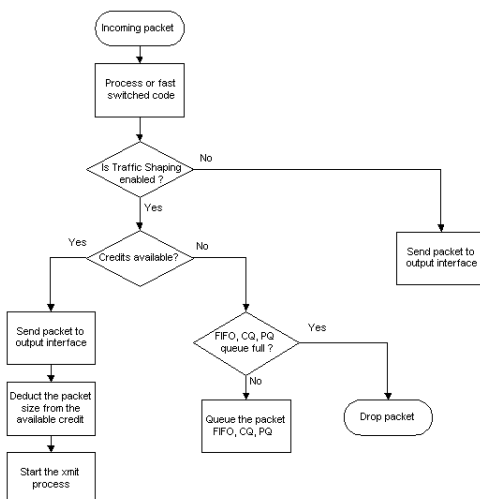 Incoming packet
Process or fast
switched code
Is Traffic Shaping
enabled ?
No
Yes
Send packet to
output interface
Yes
Credits available?
No
Send packet to
output interface
FIFO, CQ, PQ
queue full ?
Yes
No
Deduct the packet
size from the
available credit
Queue the packet
FIFO, CQ, PQ
Drop packet
Start the xmit
process